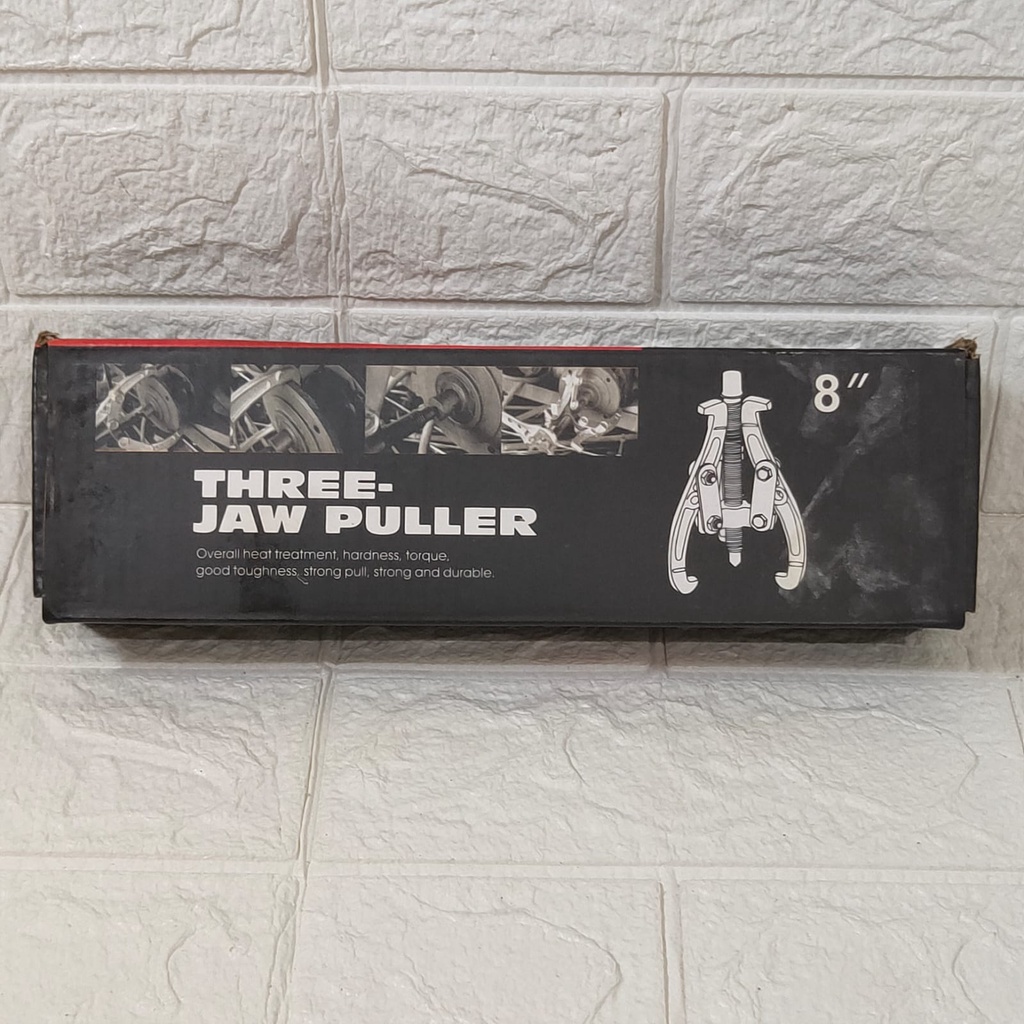 8"
THREE-
JAW PULLER
Overall heat treatment, hardness, torque,
good toughness, strong pull, strong and durable.